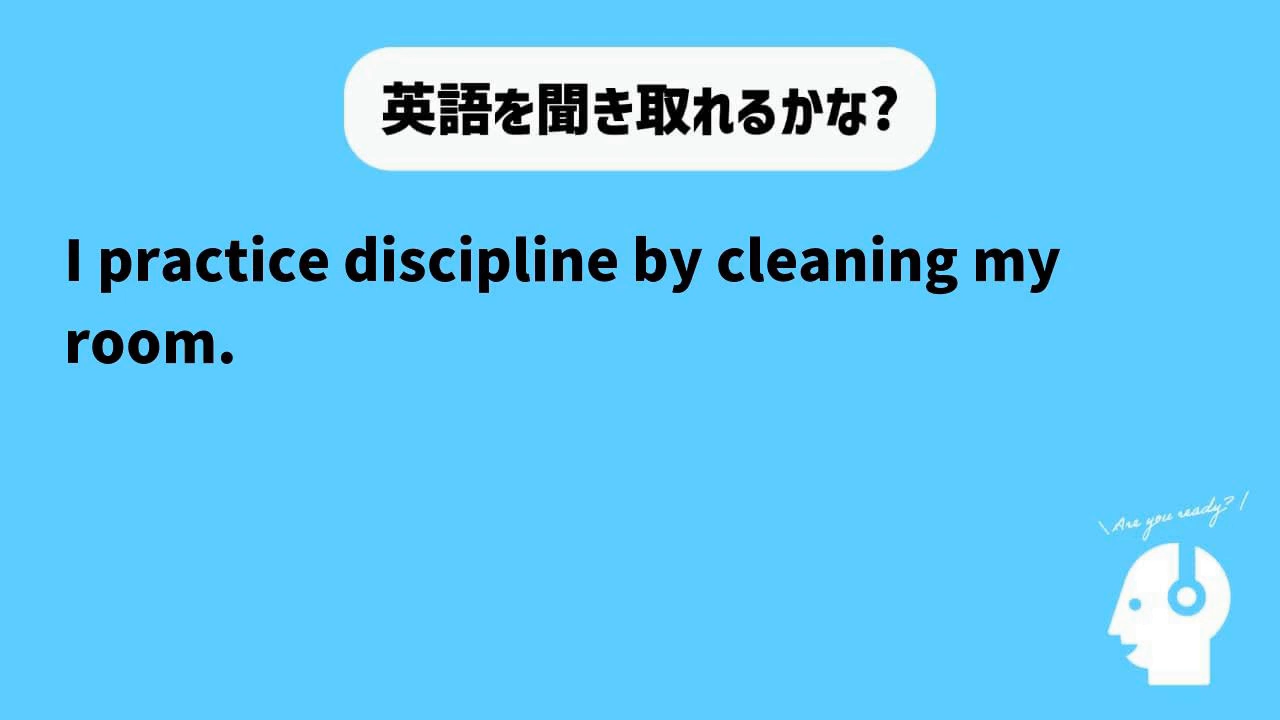 英語を聞き取れるかな?
I practice discipline by cleaning my
room.
\Are you ready?/